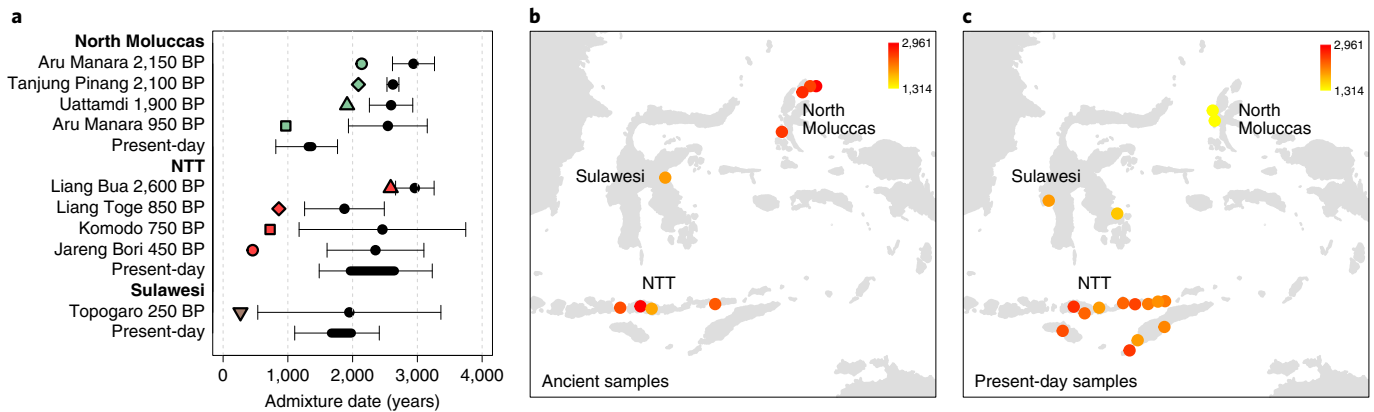 a
North Moluccas
Aru Manara 2,150 BP
Tanjung Pinang 2,100 BP
Uattamdi 1,900 BP
Aru Manara 950 BP
Present-day
NTT
Liang Bua 2,600 BP
Liang Toge 850 BP
Komodo 750 BP
Jareng Bori 450 BP
Present-day
Sulawesi
Topogaro 250 BP
Present-day
0 1,000 2,000 3,000 4,000
Admixture date (years)
b
2,961
1,314
North
Moluccas
Sulawesi
NTT
Ancient samples
c
2,961
1,314
North
Moluccas
Sulawesi
NTT
Present-day samples